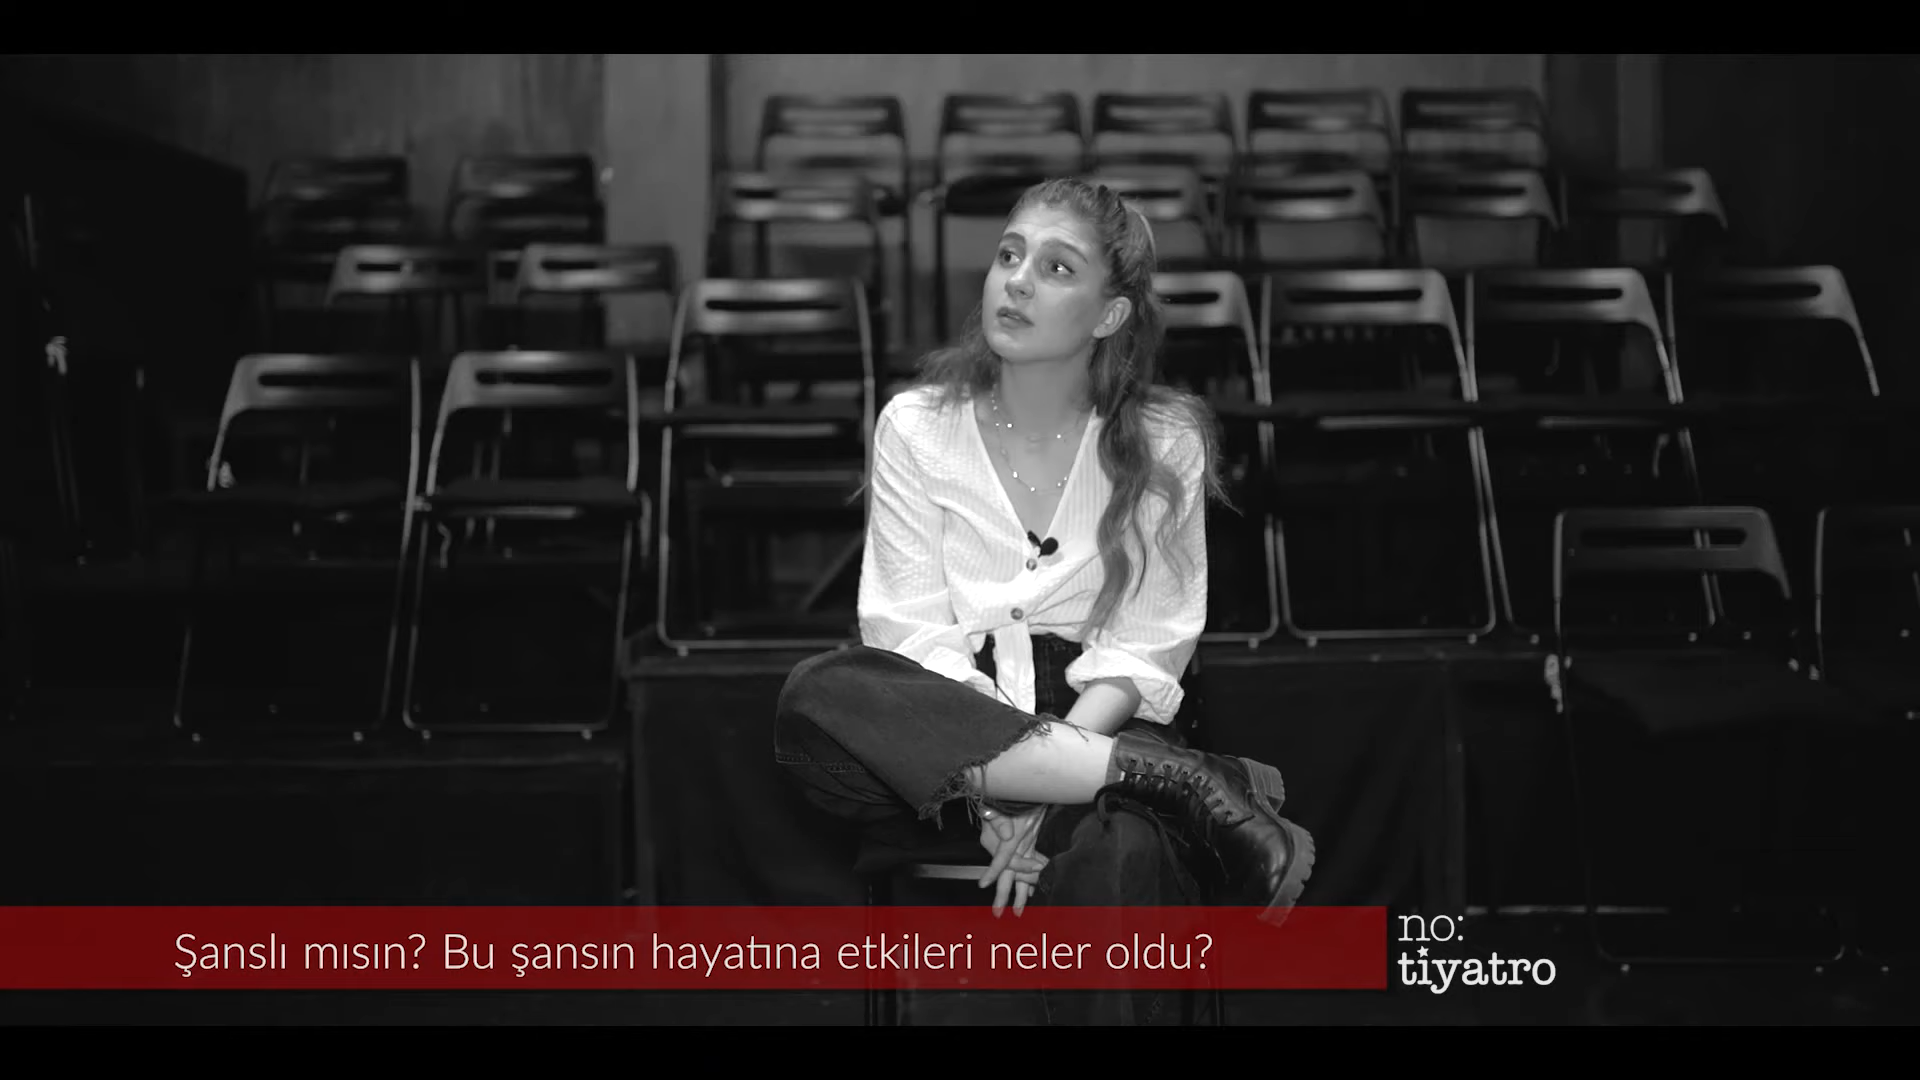 Şanslı mısın? Bu şansın hayatına etkileri neler oldu?
no:
tiyatro